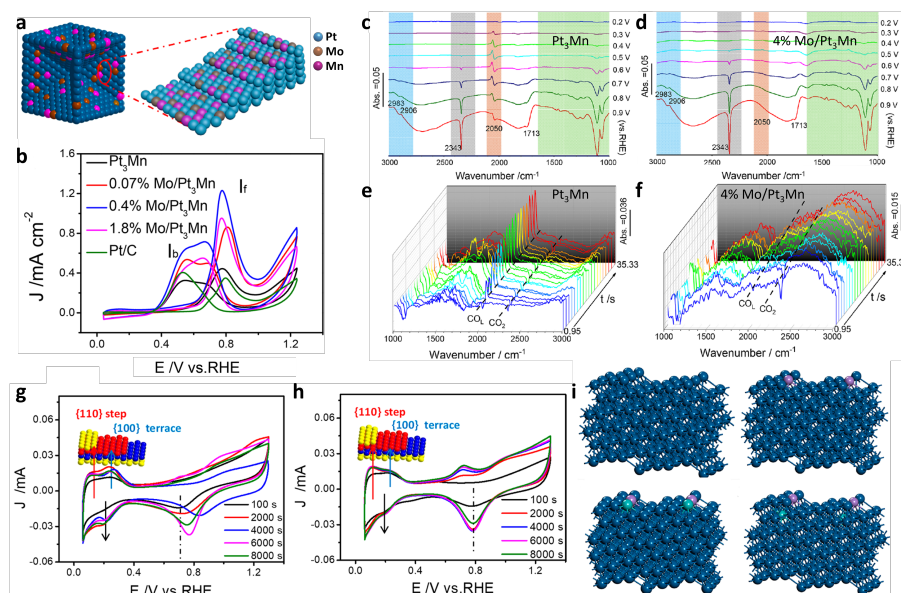 a
Pt
Mo
Mn
b
J /mA cm⁻²
1.6
1.2
0.8
0.4
0.0
Pt₃Mn
0.07% Mo/Pt₃Mn
0.4% Mo/Pt₃Mn
1.8% Mo/Pt₃Mn
Pt/C
I_f
I_b
0.0 0.4 0.8 1.2
E /V vs.RHE
c
Pt₃Mn
Abs. =0.05
2983
2906
2343
2050
1713
0.2 V
0.3 V
0.4 V
0.5 V
0.6 V
0.7 V
0.8 V
0.9 V
(vs.RHE)
3000 2500 2000 1500 1000
Wavenumber /cm⁻¹
d
4% Mo/Pt₃Mn
Abs. =0.05
2983
2906
2343
2050
1713
0.2 V
0.3 V
0.4 V
0.5 V
0.6 V
0.7 V
0.8 V
0.9 V
(vs.RHE)
3000 2500 2000 1500 1000
Wavenumber /cm⁻¹
e
Pt₃Mn
Abs. =0.036
35.33
t /s
0.95
CO_L
CO₂
1000 1500 2000 2500 3000
Wavenumber / cm⁻¹
f
4% Mo/Pt₃Mn
Abs. =0.015
35.3
t /s
0.95
CO_L
CO₂
1000 1500 2000 2500 3000
Wavenumber / cm⁻¹
g
J /mA
0.06
0.03
0.00
-0.03
-0.06
{110} step
{100} terrace
100 s
2000 s
4000 s
6000 s
8000 s
0.0 0.4 0.8 1.2
E /V vs.RHE
h
J /mA
0.06
0.03
0.00
-0.03
-0.06
{110} step
{100} terrace
100 s
2000 s
4000 s
6000 s
8000 s
0.0 0.4 0.8 1.2
E /V vs.RHE
i